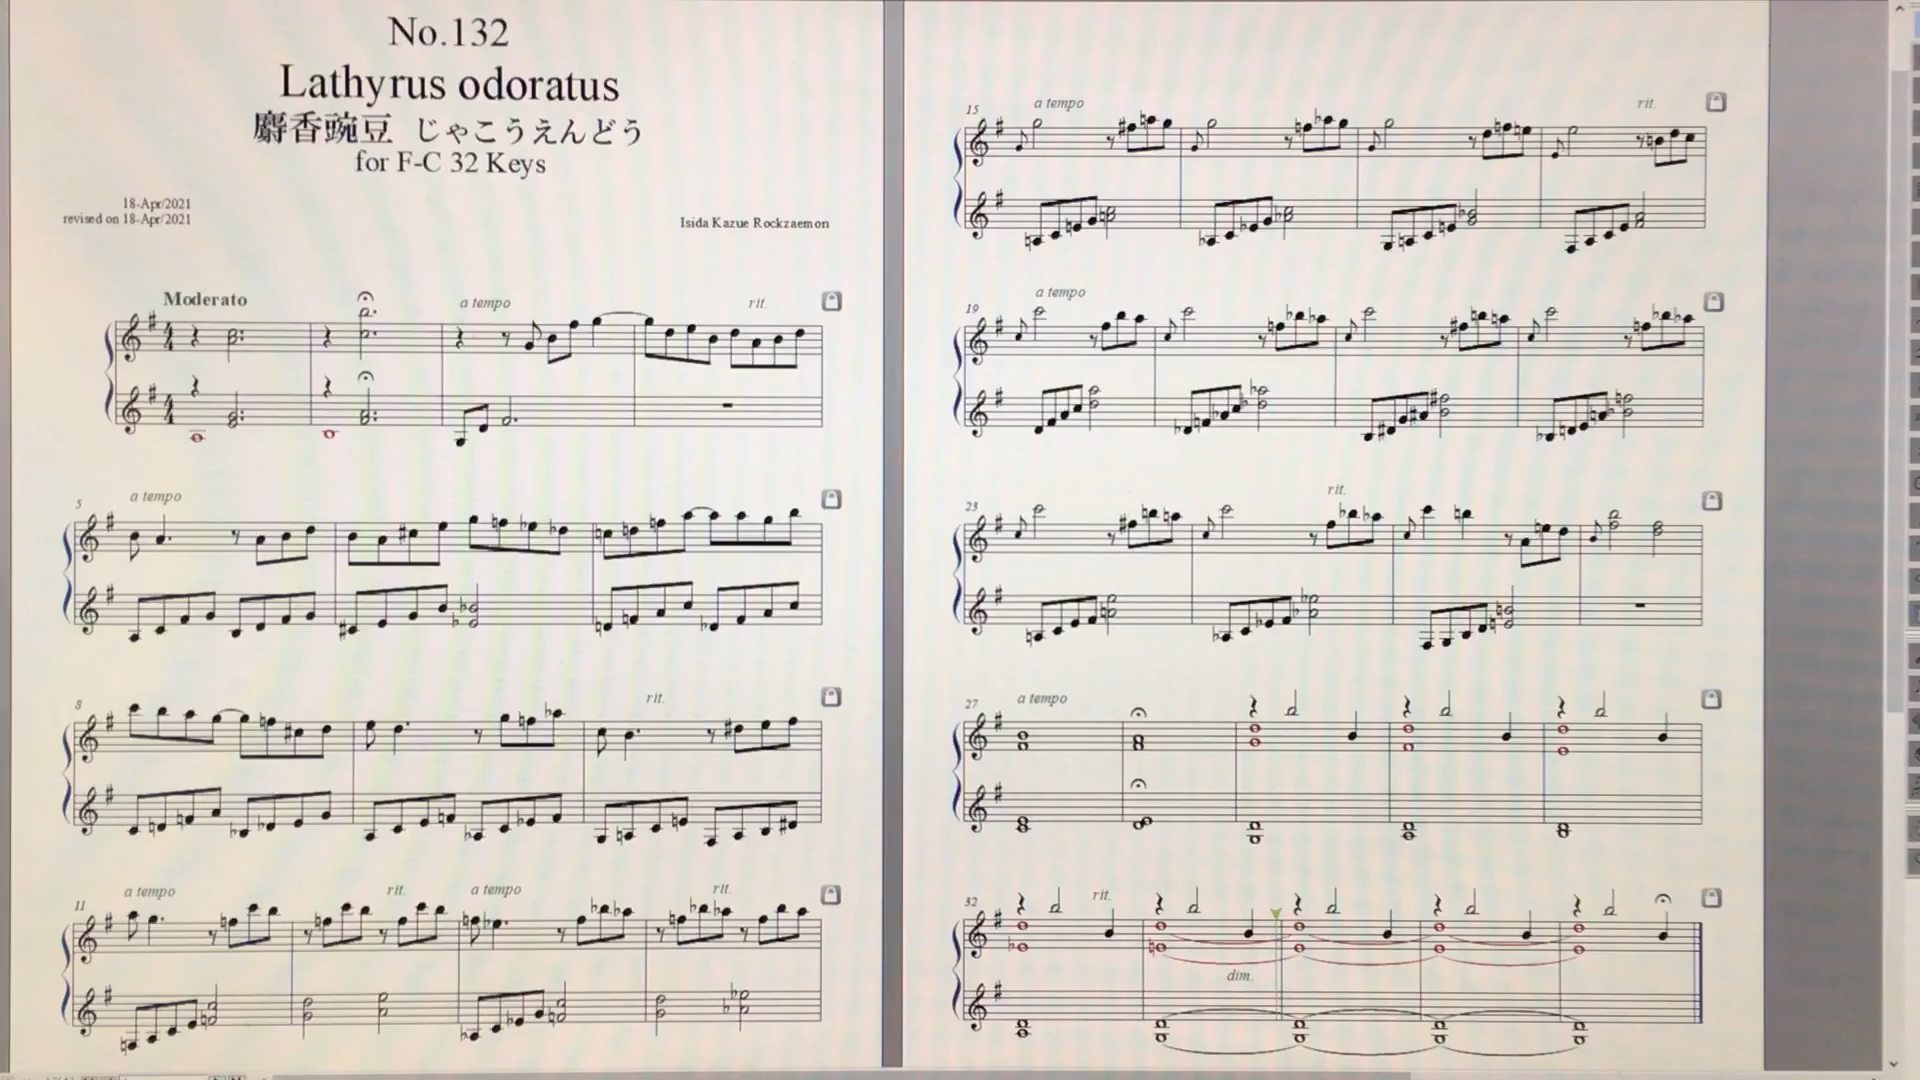 No.132
Lathyrus odoratus
麝香豌豆 じゃこうえんどう
for F-C 32 Keys
18-Apr/2021
revised on 18-Apr/2021
Isida Kazue Rockzaemon
Moderato
a tempo
rit.
5
a tempo
8
rit.
11
a tempo
rit.
a tempo
rit.
15
a tempo
rit.
19
a tempo
23
rit.
27
a tempo
32
rit.
dim.